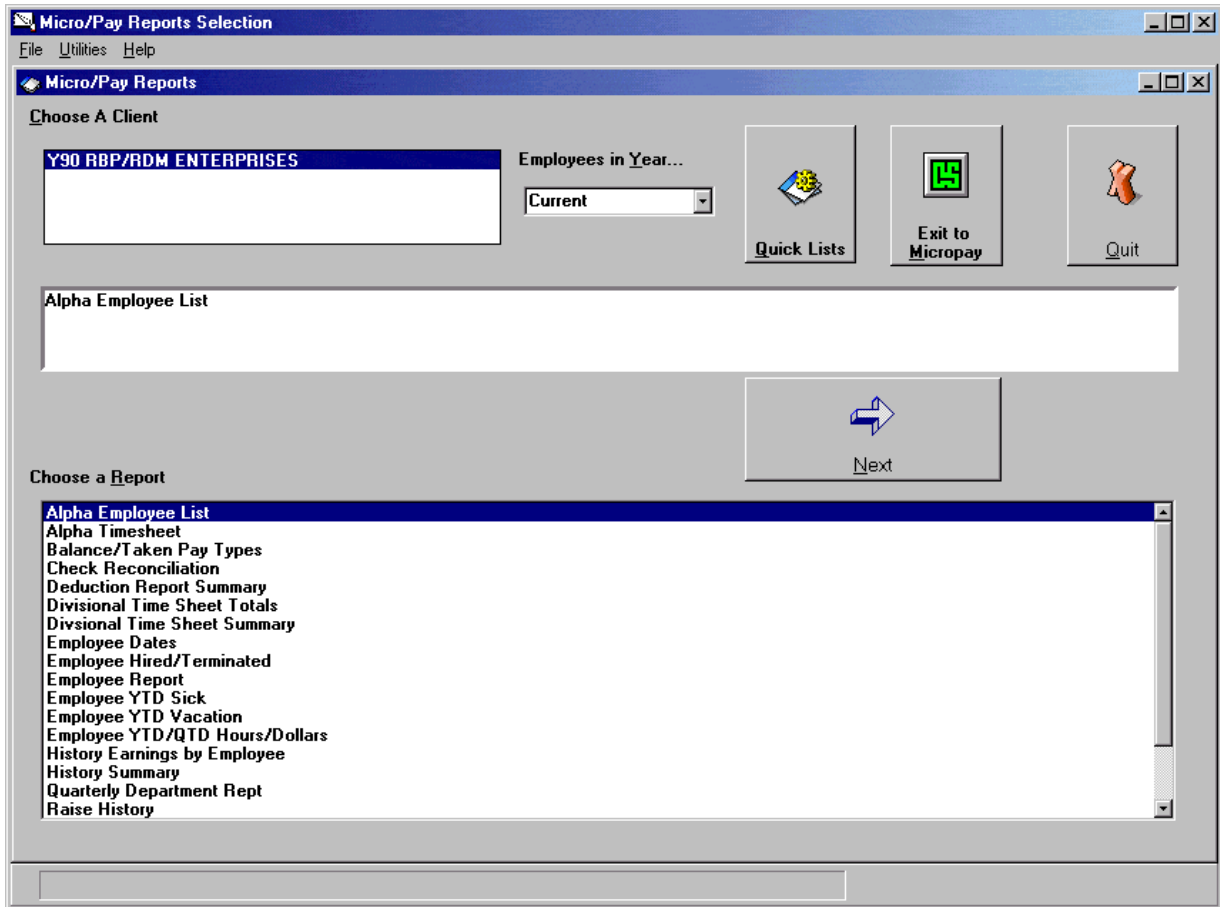 Micro/Pay Reports Selection
File Utilities Help
Micro/Pay Reports
Choose A Client
Y90 RBP/RDM ENTERPRISES
Employees in Year...
Current
Quick Lists
Exit to
Micropay
Quit
Alpha Employee List
Next
Choose a Report
Alpha Employee List
Alpha Timesheet
Balance/Taken Pay Types
Check Reconciliation
Deduction Report Summary
Divisional Time Sheet Totals
Divsional Time Sheet Summary
Employee Dates
Employee Hired/Terminated
Employee Report
Employee YTD Sick
Employee YTD Vacation
Employee YTD/QTD Hours/Dollars
History Earnings by Employee
History Summary
Quarterly Department Rept
Raise History